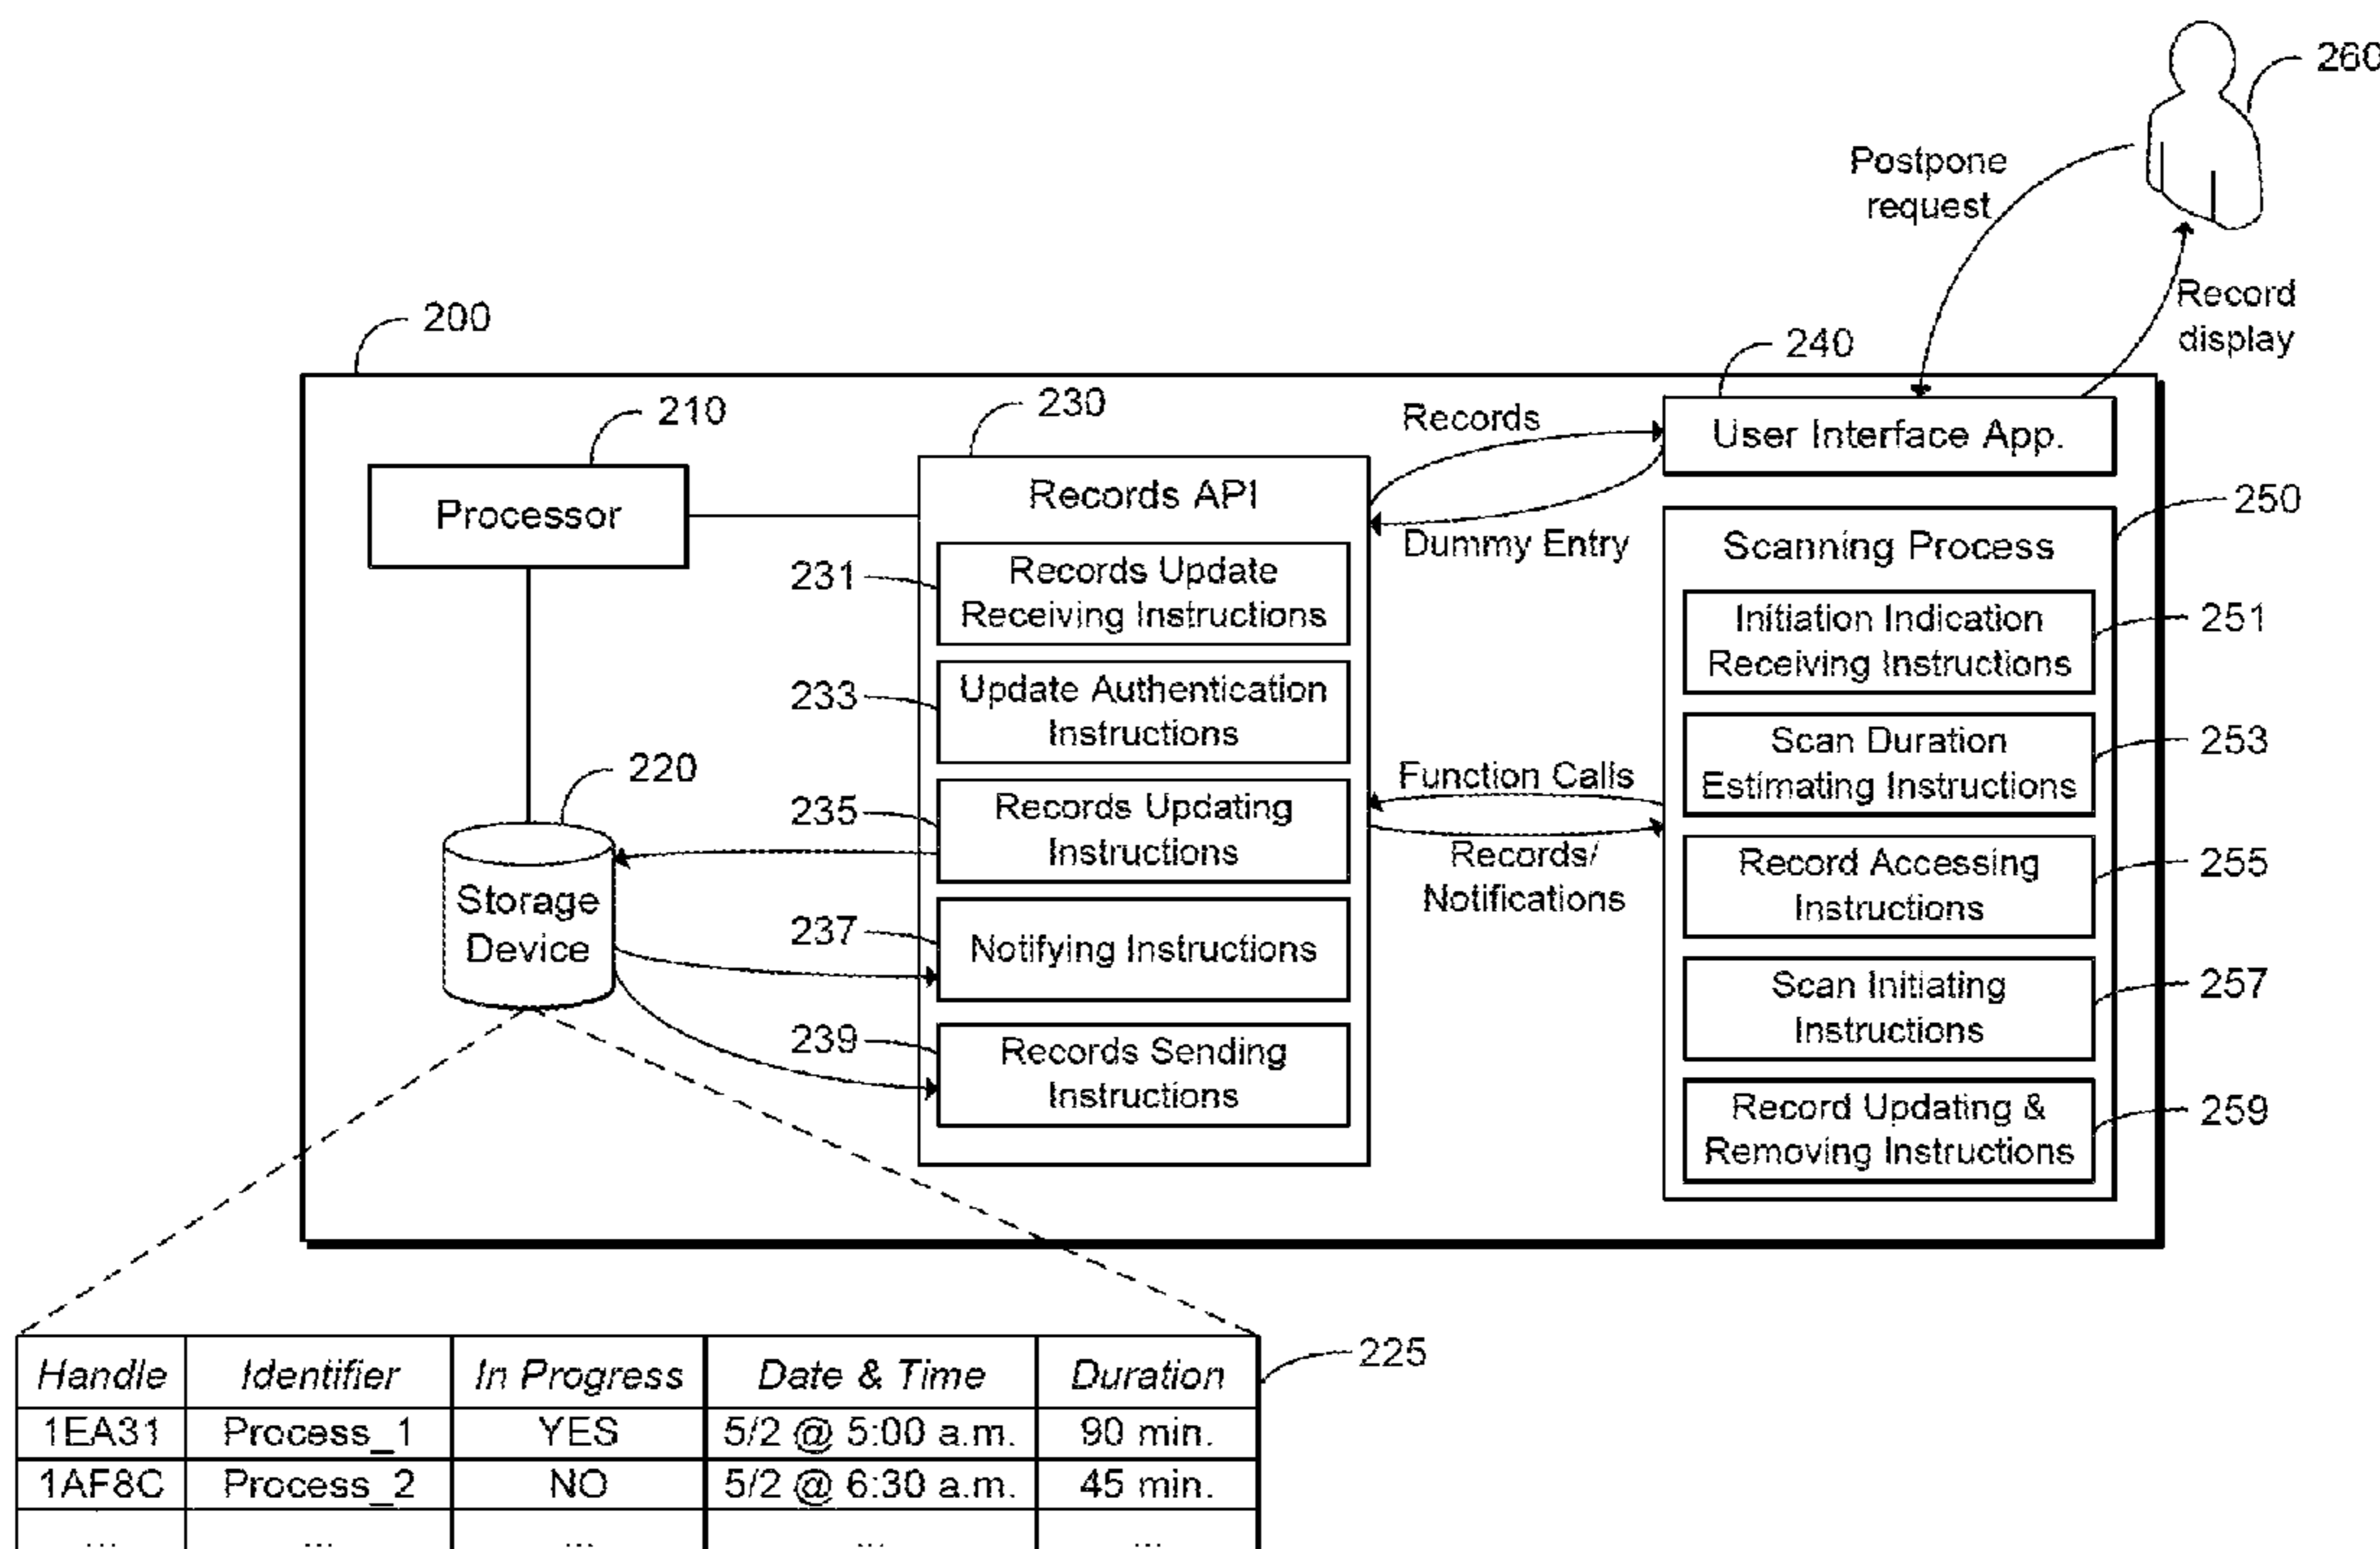 260
Postpone
request
Record
display
200
240
User Interface App.
210
Processor
230
Records API
Records
Dummy Entry
231
Records Update
Receiving Instructions
233
Update Authentication
Instructions
235
Records Updating
Instructions
237
Notifying Instructions
239
Records Sending
Instructions
220
Storage
Device
Function Calls
Records/
Notifications
250
Scanning Process
Initiation Indication
Receiving Instructions
251
Scan Duration
Estimating Instructions
253
Record Accessing
Instructions
255
Scan Initiating
Instructions
257
Record Updating &
Removing Instructions
259
225
Handle Identifier In Progress Date & Time Duration
1EA31 Process_1 YES 5/2 @ 5:00 a.m. 90 min.
1AF8C Process_2 NO 5/2 @ 6:30 a.m. 45 min.
... ... ... ... ...